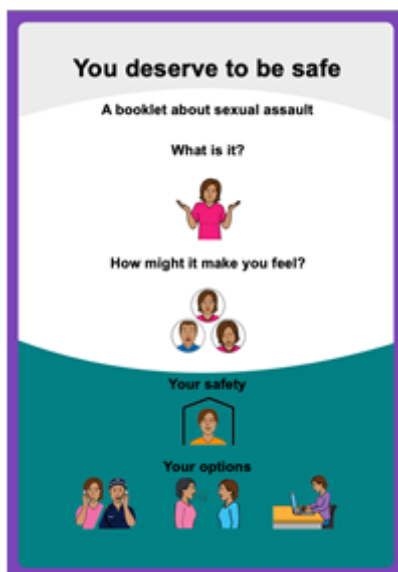 You deserve to be safe
A booklet about sexual assault
What is it?
How might it make you feel?
Your safety
Your options